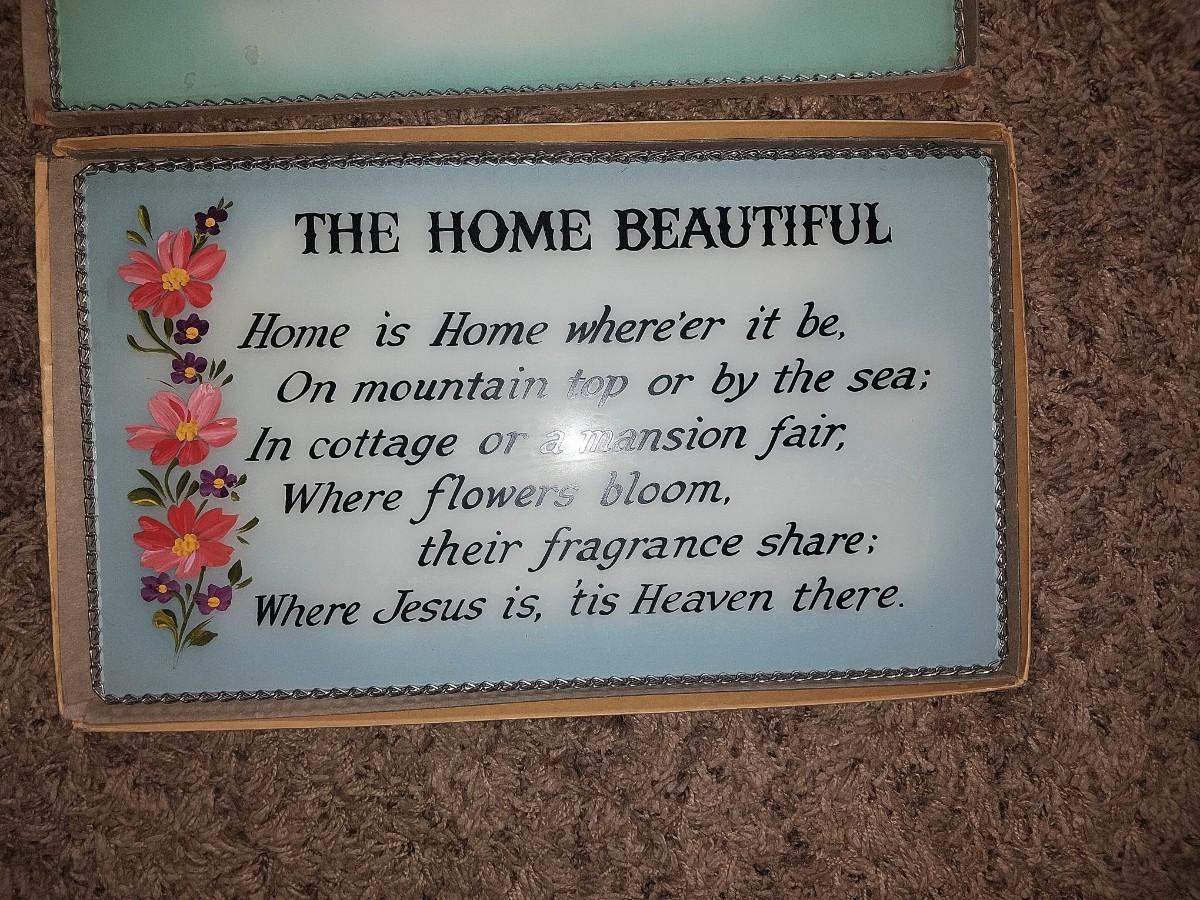 THE HOME BEAUTIFUL
Home is Home where'er it be,
On mountain top or by the sea;
In cottage or a mansion fair,
Where flowers bloom,
their fragrance share;
Where Jesus is, 'tis Heaven there.